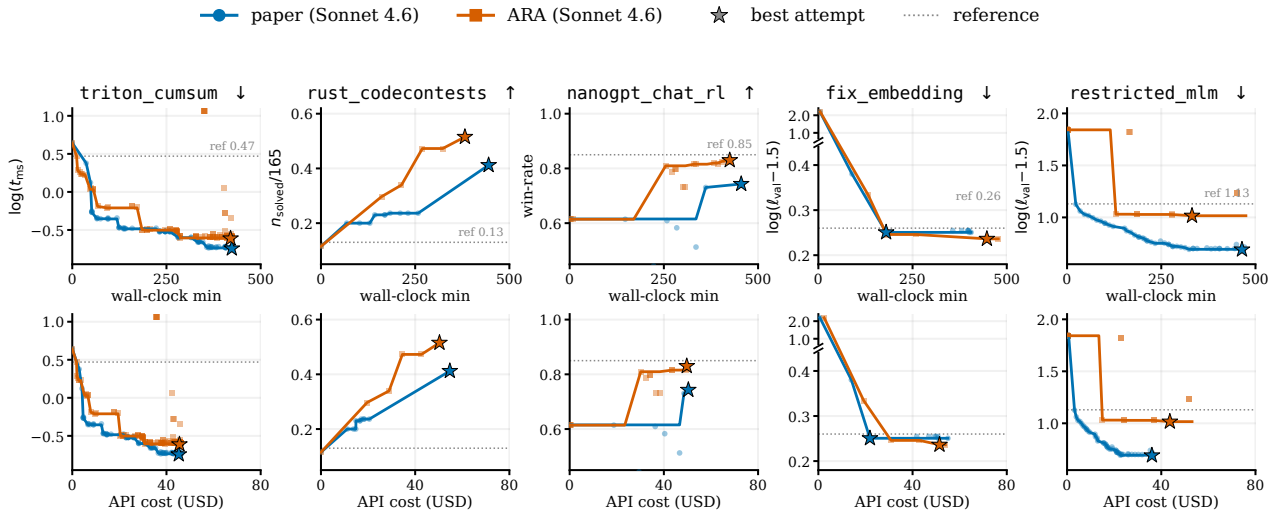 paper (Sonnet 4.6) ARA (Sonnet 4.6) best attempt reference
triton_cumsum ↓ rust_codecontests ↑ nanogpt_chat_rl ↑ fix_embedding ↓ restricted_mlm ↓
log(t_ms)
1.0
0.5
0.0
−0.5
ref 0.47
0 250 500
wall-clock min
n_solved/165
0.6
0.4
0.2
ref 0.13
0 250 500
wall-clock min
win-rate
1.0
0.8
0.6
ref 0.85
0 250 500
wall-clock min
log(ℓ_val−1.5)
2.0
1.0
0.4
0.3
0.2
ref 0.26
0 250 500
wall-clock min
log(ℓ_val−1.5)
2.0
1.5
1.0
ref 1.13
0 250 500
wall-clock min
1.0
0.5
0.0
−0.5
0 40 80
API cost (USD)
0.6
0.4
0.2
0 40 80
API cost (USD)
1.0
0.8
0.6
0 40 80
API cost (USD)
2.0
1.0
0.4
0.3
0.2
0 40 80
API cost (USD)
2.0
1.5
1.0
0 40 80
API cost (USD)